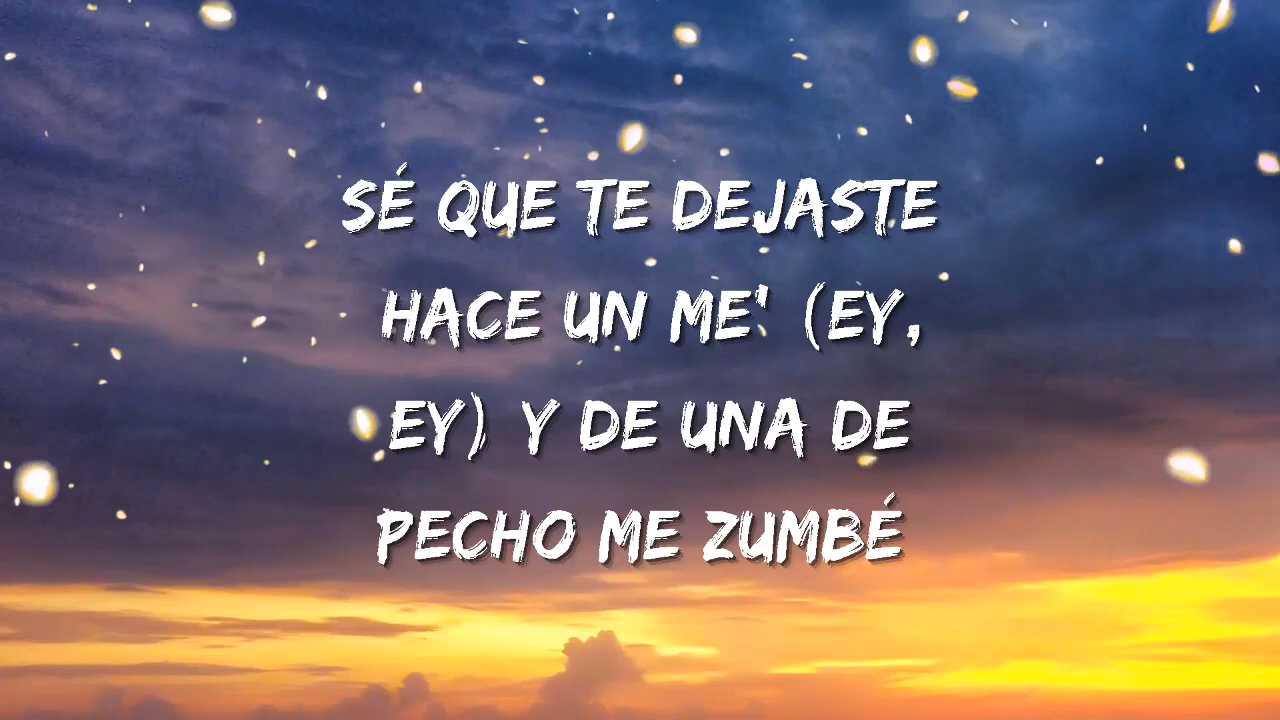 SÉ QUE TE DEJASTE
HACE UN ME' (EY,
EY) Y DE UNA DE
PECHO ME ZUMBÉ